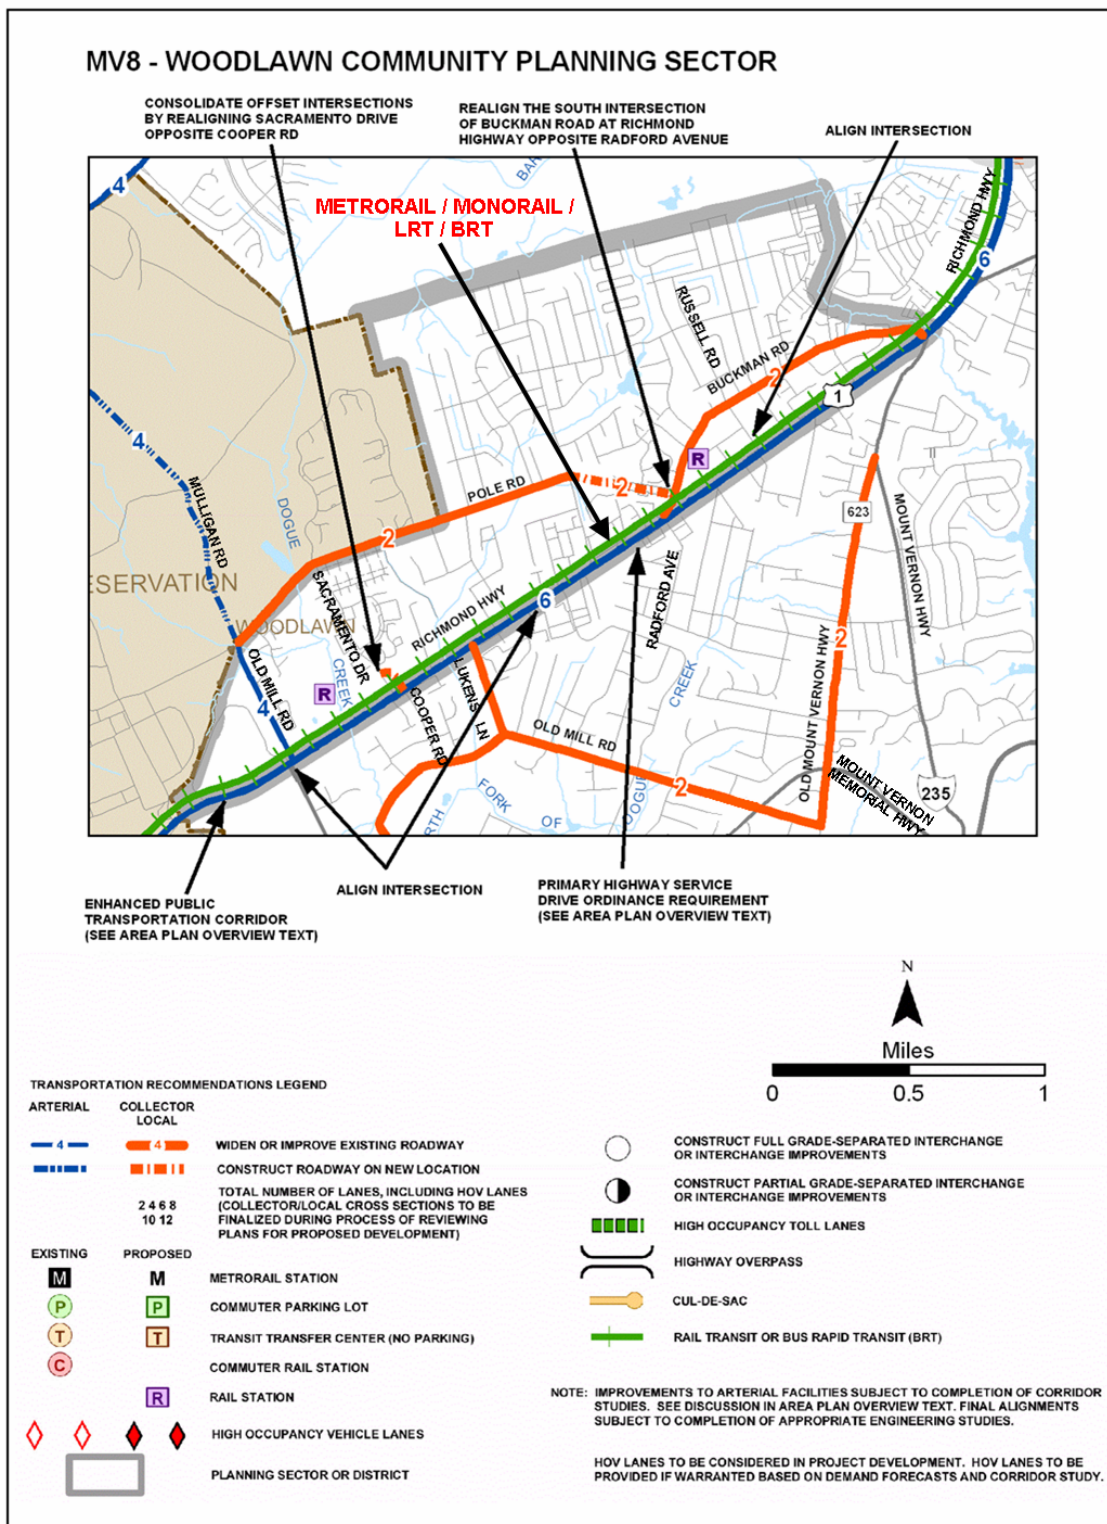 MV8 - WOODLAWN COMMUNITY PLANNING SECTOR
CONSOLIDATE OFFSET INTERSECTIONS
BY REALIGNING SACRAMENTO DRIVE
OPPOSITE COOPER RD
REALIGN THE SOUTH INTERSECTION
OF BUCKMAN ROAD AT RICHMOND
HIGHWAY OPPOSITE RADFORD AVENUE
ALIGN INTERSECTION
4
BAR
METRORAIL / MONORAIL /
LRT / BRT
RICHMOND HWY
6
RUSSELL RD
BUCKMAN RD
2
1
4
MULLIGAN RD
DOGUE
POLE RD
2
2
R
623
MOUNT VERNON HWY
ESERVATION
WOODLAWN
SACRAMENTO DR
RICHMOND HWY
6
RADFORD AVE
2
OLD MILL RD
4
R
CREEK
COOPER RD
LUKENS LN
OLD MILL RD
CREEK
2
OLD MOUNT VERNON HWY
MOUNT VERNON
MEMORIAL HWY
235
RTH
FORK
OF
DOGUE
ENHANCED PUBLIC
TRANSPORTATION CORRIDOR
(SEE AREA PLAN OVERVIEW TEXT)
ALIGN INTERSECTION
PRIMARY HIGHWAY SERVICE
DRIVE ORDINANCE REQUIREMENT
(SEE AREA PLAN OVERVIEW TEXT)
N
Miles
0 0.5 1
TRANSPORTATION RECOMMENDATIONS LEGEND
ARTERIAL
COLLECTOR
LOCAL
4 4 WIDEN OR IMPROVE EXISTING ROADWAY
CONSTRUCT ROADWAY ON NEW LOCATION
2 4 6 8
10 12
TOTAL NUMBER OF LANES, INCLUDING HOV LANES
(COLLECTOR/LOCAL CROSS SECTIONS TO BE
FINALIZED DURING PROCESS OF REVIEWING
PLANS FOR PROPOSED DEVELOPMENT)
EXISTING PROPOSED
M M METRORAIL STATION
P P COMMUTER PARKING LOT
T T TRANSIT TRANSFER CENTER (NO PARKING)
C COMMUTER RAIL STATION
R RAIL STATION
HIGH OCCUPANCY VEHICLE LANES
PLANNING SECTOR OR DISTRICT
CONSTRUCT FULL GRADE-SEPARATED INTERCHANGE
OR INTERCHANGE IMPROVEMENTS
CONSTRUCT PARTIAL GRADE-SEPARATED INTERCHANGE
OR INTERCHANGE IMPROVEMENTS
HIGH OCCUPANCY TOLL LANES
HIGHWAY OVERPASS
CUL-DE-SAC
RAIL TRANSIT OR BUS RAPID TRANSIT (BRT)
NOTE: IMPROVEMENTS TO ARTERIAL FACILITIES SUBJECT TO COMPLETION OF CORRIDOR
STUDIES. SEE DISCUSSION IN AREA PLAN OVERVIEW TEXT. FINAL ALIGNMENTS
SUBJECT TO COMPLETION OF APPROPRIATE ENGINEERING STUDIES.
HOV LANES TO BE CONSIDERED IN PROJECT DEVELOPMENT. HOV LANES TO BE
PROVIDED IF WARRANTED BASED ON DEMAND FORECASTS AND CORRIDOR STUDY.